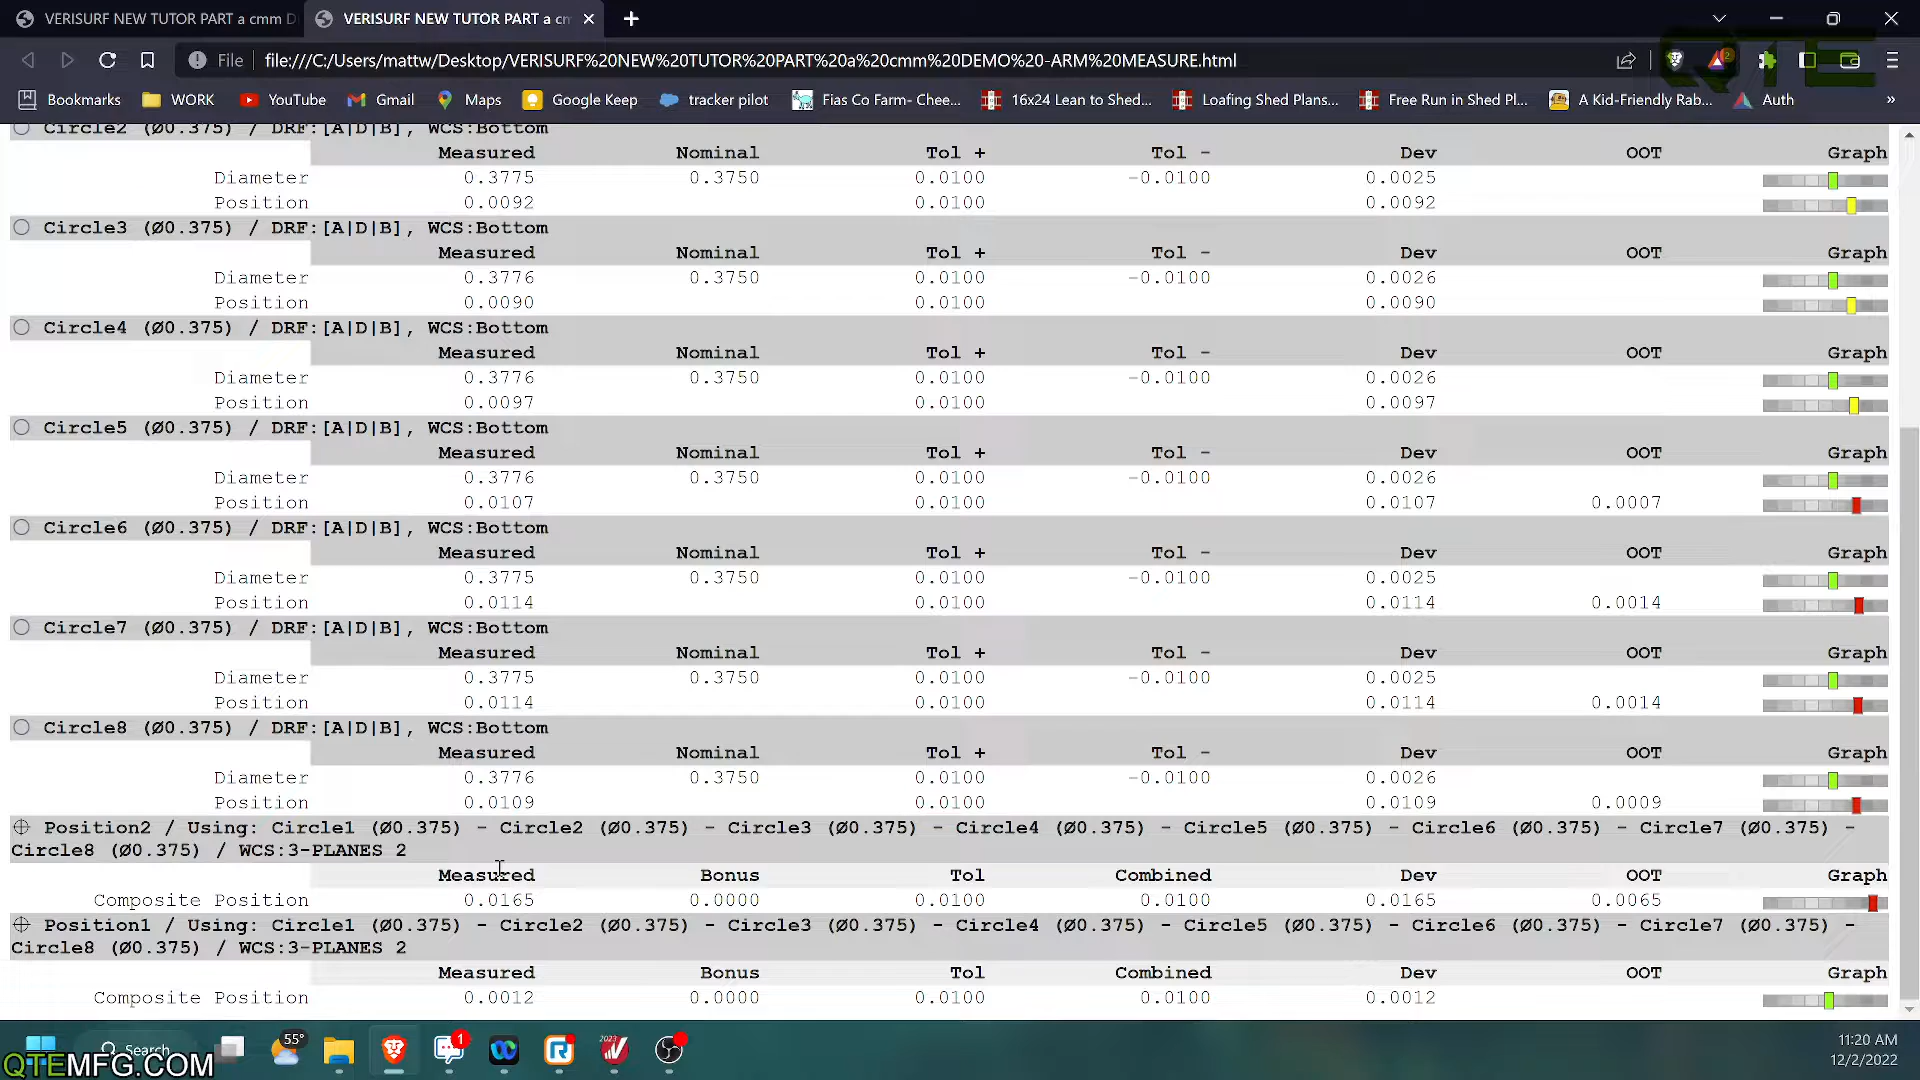 VERISURF NEW TUTOR PART a cmm D
VERISURF NEW TUTOR PART a cm
QTE
File file:///C:/Users/mattw/Desktop/VERISURF%20NEW%20TUTOR%20PART%20a%20cmm%20DEMO%20-ARM%20MEASURE.html
2
Bookmarks WORK YouTube Gmail Maps Google Keep tracker pilot Fias Co Farm- Chee... 16x24 Lean to Shed... Loafing Shed Plans... Free Run in Shed Pl... A Kid-Friendly Rab... Auth »
Circle2 (Ø0.375) / DRF:[A|D|B], WCS:Bottom
Measured Nominal Tol + Tol - Dev OOT Graph
Diameter 0.3775 0.3750 0.0100 -0.0100 0.0025
Position 0.0092 0.0100 0.0092
Circle3 (Ø0.375) / DRF:[A|D|B], WCS:Bottom
Measured Nominal Tol + Tol - Dev OOT Graph
Diameter 0.3776 0.3750 0.0100 -0.0100 0.0026
Position 0.0090 0.0100 0.0090
Circle4 (Ø0.375) / DRF:[A|D|B], WCS:Bottom
Measured Nominal Tol + Tol - Dev OOT Graph
Diameter 0.3776 0.3750 0.0100 -0.0100 0.0026
Position 0.0097 0.0100 0.0097
Circle5 (Ø0.375) / DRF:[A|D|B], WCS:Bottom
Measured Nominal Tol + Tol - Dev OOT Graph
Diameter 0.3776 0.3750 0.0100 -0.0100 0.0026
Position 0.0107 0.0100 0.0107 0.0007
Circle6 (Ø0.375) / DRF:[A|D|B], WCS:Bottom
Measured Nominal Tol + Tol - Dev OOT Graph
Diameter 0.3775 0.3750 0.0100 -0.0100 0.0025
Position 0.0114 0.0100 0.0114 0.0014
Circle7 (Ø0.375) / DRF:[A|D|B], WCS:Bottom
Measured Nominal Tol + Tol - Dev OOT Graph
Diameter 0.3775 0.3750 0.0100 -0.0100 0.0025
Position 0.0114 0.0100 0.0114 0.0014
Circle8 (Ø0.375) / DRF:[A|D|B], WCS:Bottom
Measured Nominal Tol + Tol - Dev OOT Graph
Diameter 0.3776 0.3750 0.0100 -0.0100 0.0026
Position 0.0109 0.0100 0.0109 0.0009
Position2 / Using: Circle1 (Ø0.375) - Circle2 (Ø0.375) - Circle3 (Ø0.375) - Circle4 (Ø0.375) - Circle5 (Ø0.375) - Circle6 (Ø0.375) - Circle7 (Ø0.375) -
Circle8 (Ø0.375) / WCS:3-PLANES 2
Measured Bonus Tol Combined Dev OOT Graph
Composite Position 0.0165 0.0000 0.0100 0.0100 0.0165 0.0065
Position1 / Using: Circle1 (Ø0.375) - Circle2 (Ø0.375) - Circle3 (Ø0.375) - Circle4 (Ø0.375) - Circle5 (Ø0.375) - Circle6 (Ø0.375) - Circle7 (Ø0.375) -
Circle8 (Ø0.375) / WCS:3-PLANES 2
Measured Bonus Tol Combined Dev OOT Graph
Composite Position 0.0012 0.0000 0.0100 0.0100 0.0012
Search 55° 1 2023 11:20 AM
QTEMFG.COM 12/2/2022